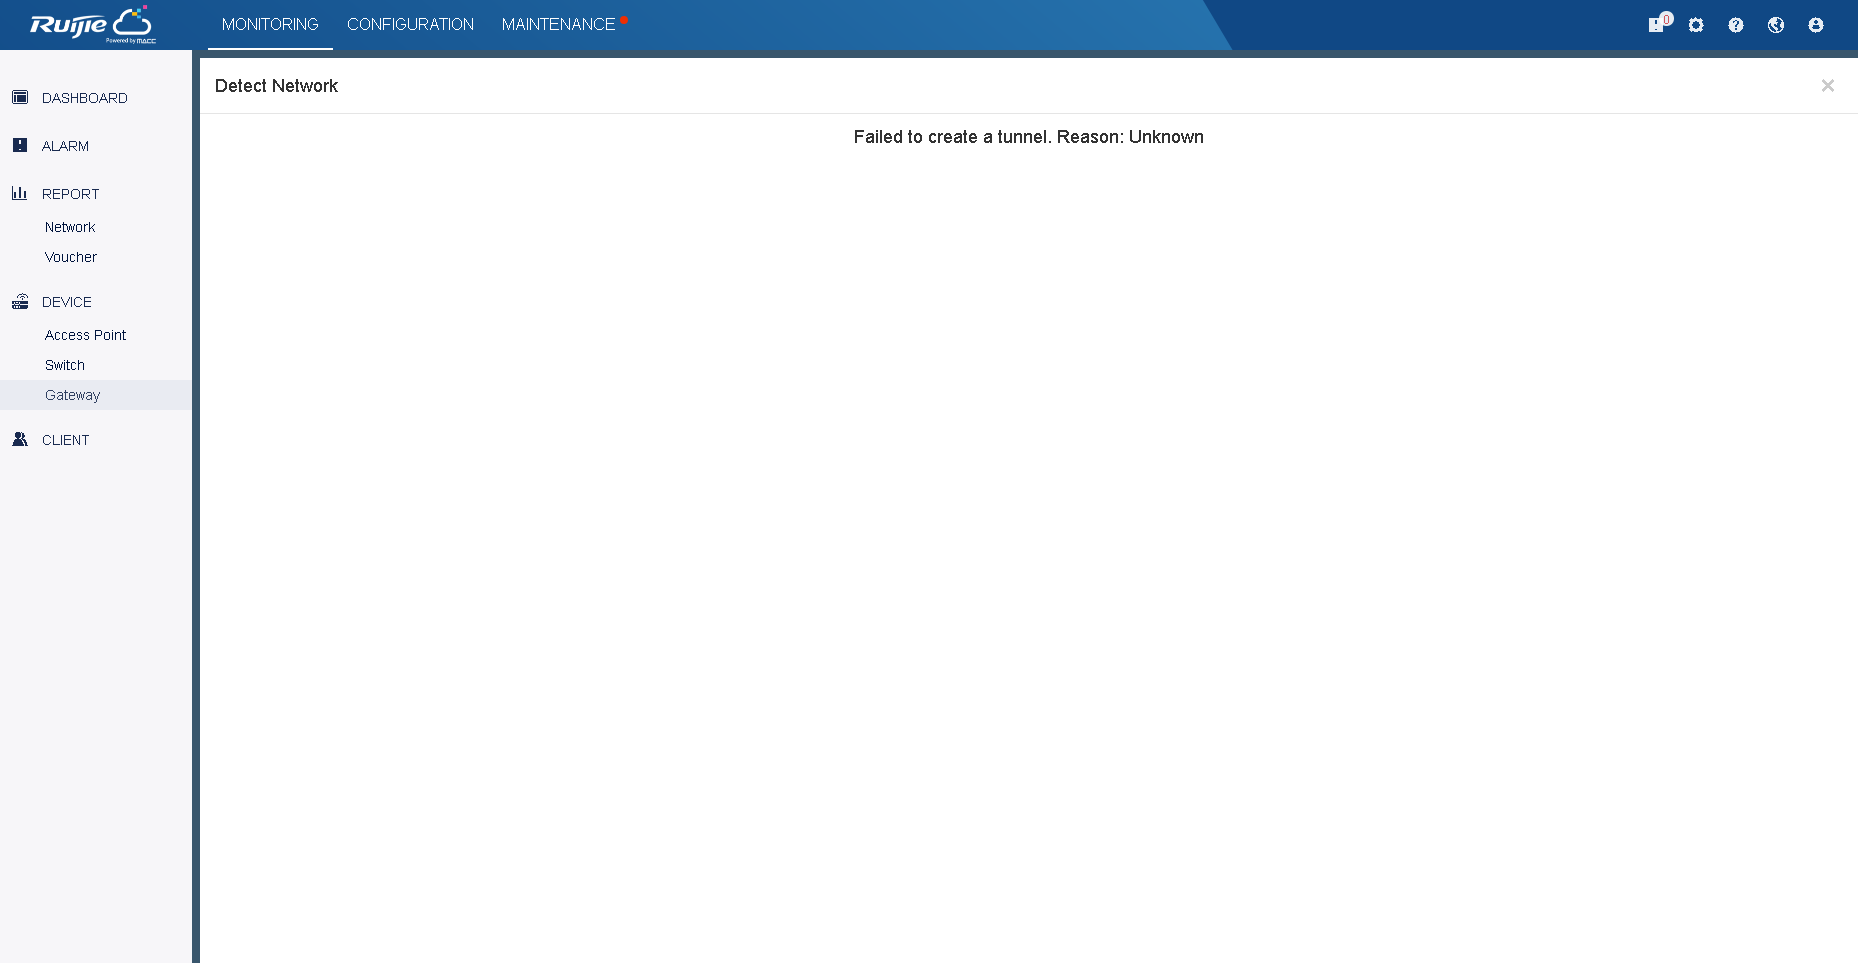 Ruijie
Powered by MACC
MONITORING
CONFIGURATION
MAINTENANCE
0
DASHBOARD
ALARM
REPORT
Network
Voucher
DEVICE
Access Point
Switch
Gateway
CLIENT
Detect Network
×
Failed to create a tunnel. Reason: Unknown